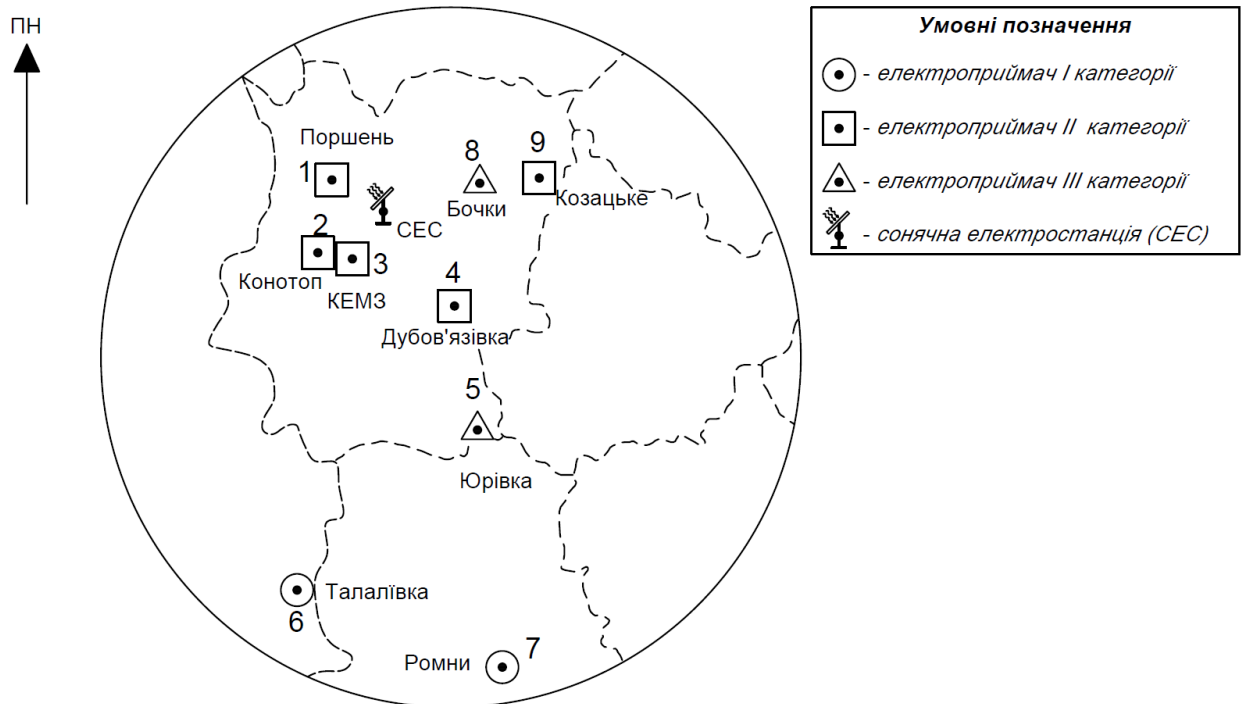 ПН
Умовні позначення
- електроприймач І категорії
- електроприймач ІІ категорії
- електроприймач ІІІ категорії
- сонячна електростанція (СЕС)
Поршень
1
8
Бочки
9
Козацьке
СЕС
2
Конотоп
3
КЕМЗ
4
Дубов'язівка
5
Юрівка
Талалївка
6
Ромни
7